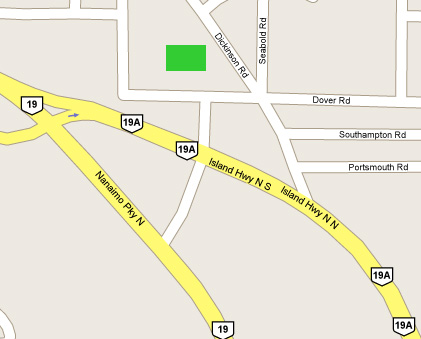 Dickinson Rd
Seabold Rd
Dover Rd
19
19A
Southampton Rd
19A
Portsmouth Rd
Island Hwy N S
Island Hwy N N
Nanaimo Pky N
19A
19
19A